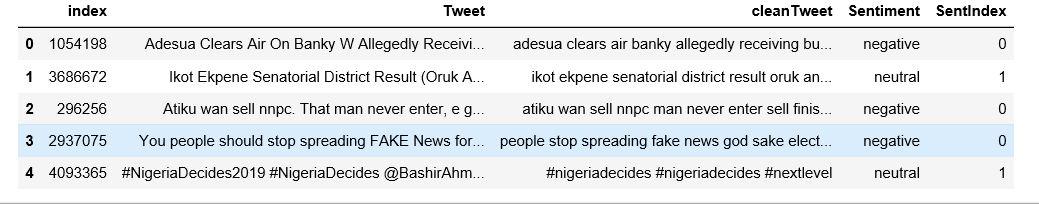 index Tweet cleanTweet Sentiment SentIndex
0 1054198 Adesua Clears Air On Banky W Allegedly Receivi... adesua clears air banky allegedly receiving bu... negative 0
1 3686672 Ikot Ekpene Senatorial District Result (Oruk A... ikot ekpene senatorial district result oruk an... neutral 1
2 296256 Atiku wan sell nnpc. That man never enter, e g... atiku wan sell nnpc man never enter sell finis... negative 0
3 2937075 You people should stop spreading FAKE News for... people stop spreading fake news god sake elect... negative 0
4 4093365 #NigeriaDecides2019 #NigeriaDecides @BashirAhm... #nigeriadecides #nigeriadecides #nextlevel neutral 1